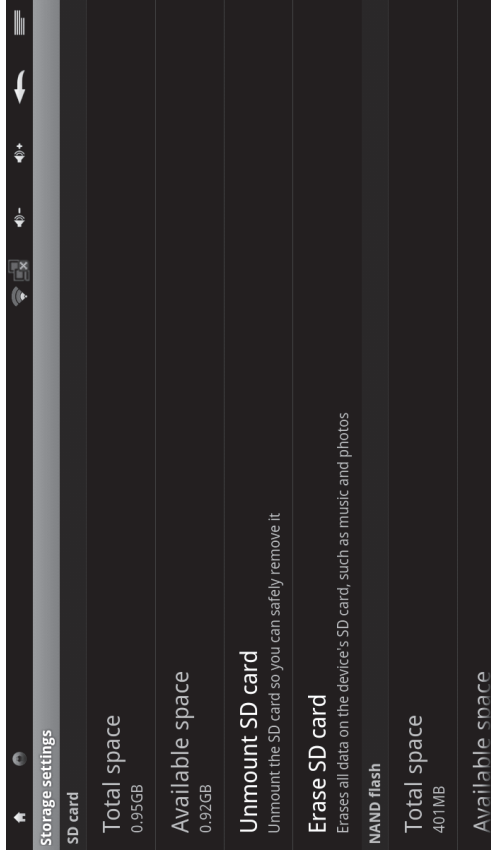 Storage settings
SD card
Total space
0.95GB
Available space
0.92GB
Unmount SD card
Unmount the SD card so you can safely remove it
Erase SD card
Erases all data on the device's SD card, such as music and photos
NAND flash
Total space
401MB
Available space